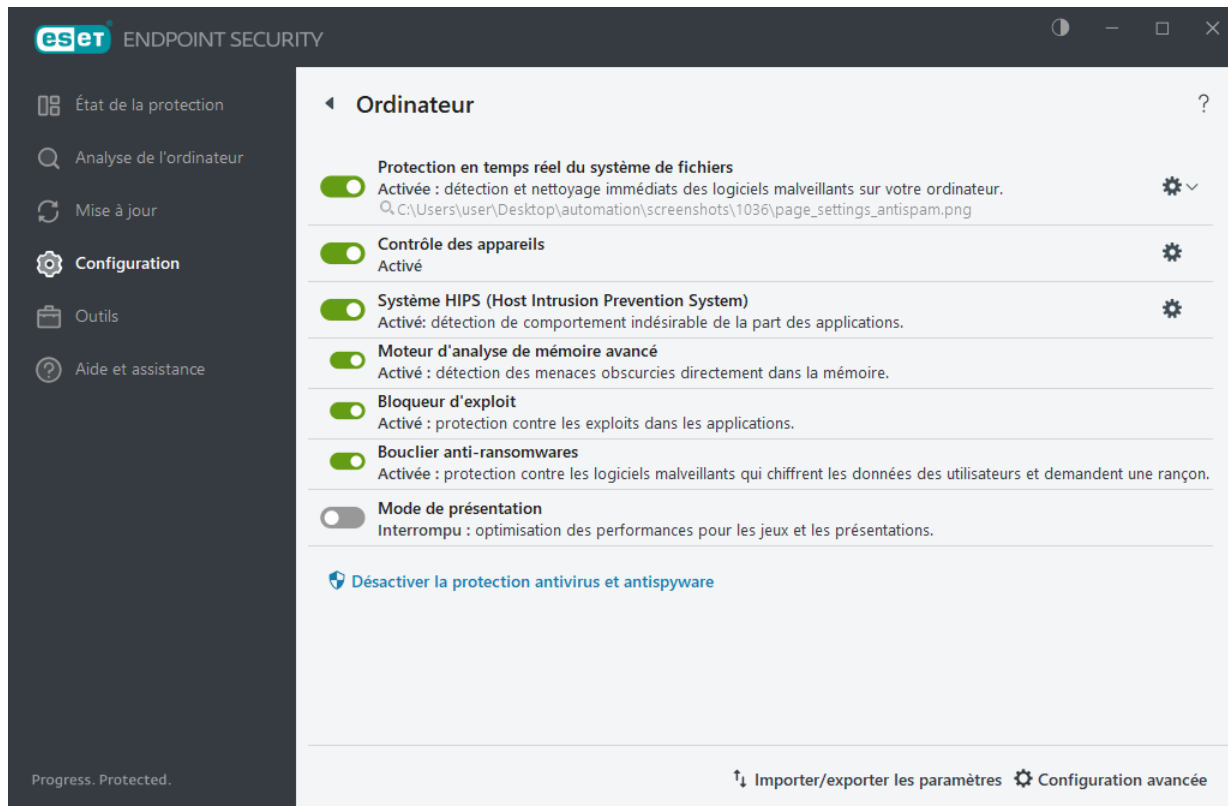 eset ENDPOINT SECURITY
État de la protection
Analyse de l'ordinateur
Mise à jour
Configuration
Outils
Aide et assistance
Progress. Protected.
Ordinateur
?
Protection en temps réel du système de fichiers
Activée : détection et nettoyage immédiats des logiciels malveillants sur votre ordinateur.
C:\Users\user\Desktop\automation\screenshots\1036\page_settings_antispam.png
Contrôle des appareils
Activé
Système HIPS (Host Intrusion Prevention System)
Activé: détection de comportement indésirable de la part des applications.
Moteur d'analyse de mémoire avancé
Activé : détection des menaces obscurcies directement dans la mémoire.
Bloqueur d'exploit
Activé : protection contre les exploits dans les applications.
Bouclier anti-ransomwares
Activée : protection contre les logiciels malveillants qui chiffrent les données des utilisateurs et demandent une rançon.
Mode de présentation
Interrompu : optimisation des performances pour les jeux et les présentations.
Désactiver la protection antivirus et antispyware
Importer/exporter les paramètres Configuration avancée